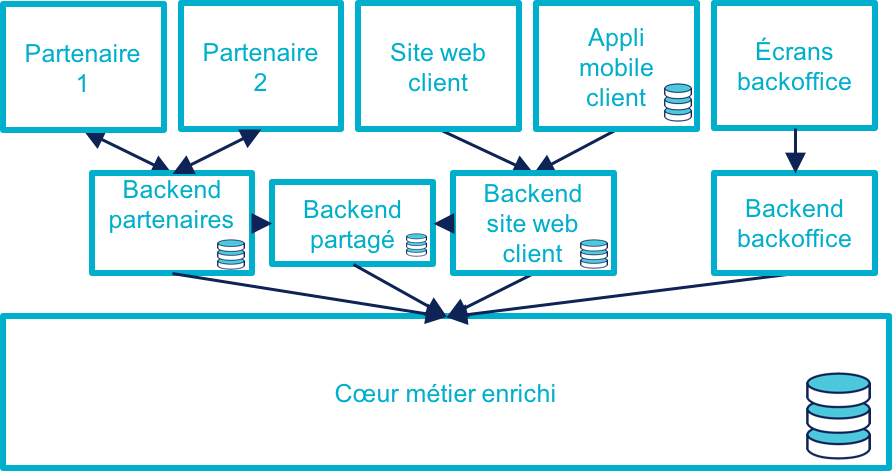 Partenaire
1
Partenaire
2
Site web
client
Appli
mobile
client
Écrans
backoffice
Backend
partenaires
Backend
partagé
Backend
site web
client
Backend
backoffice
Cœur métier enrichi